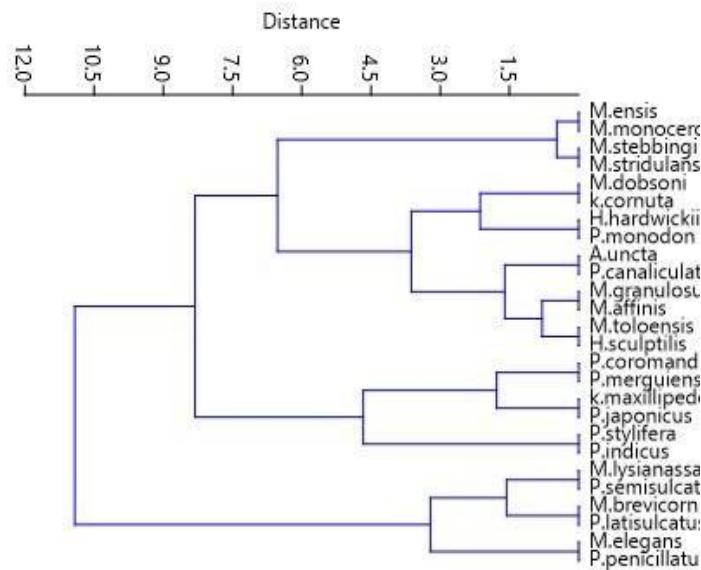 Distance
12.0
10.5
9.0
7.5
6.0
4.5
3.0
1.5
M.ensis
M.monocero
M.stebbingi
M.stridulans
M.dobsoni
k.cornuta
H.hardwickii
P.monodon
A.uncta
P.canaliculat
M.granulosu
M.affinis
M.toloensis
H.sculptilis
P.coromand
P.merguiens
k.maxillipede
P.japonicus
P.stylifera
P.indicus
M.lysianassa
P.semisulcat
M.brevicorn
P.latisulcatus
M.elegans
P.penicillatu